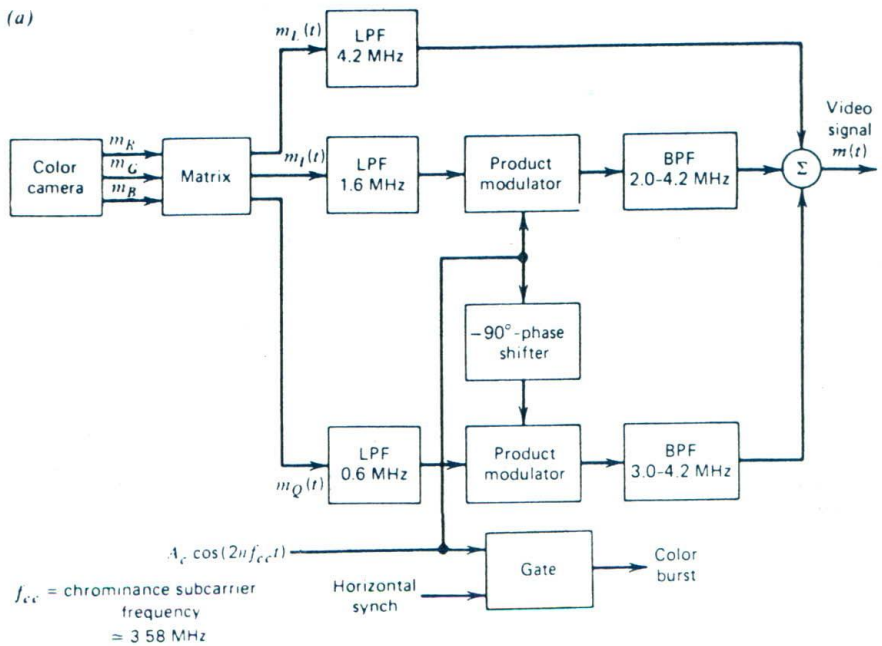 (a)
m_L(t)
LPF
4.2 MHz
Video
signal
m(t)
m_R
m_G
m_B
Color
camera
Matrix
m_I(t)
LPF
1.6 MHz
Product
modulator
BPF
2.0-4.2 MHz
Σ
-90°-phase
shifter
LPF
0.6 MHz
m_Q(t)
Product
modulator
BPF
3.0-4.2 MHz
A_c cos(2πf_cc t)
Gate
Color
burst
Horizontal
synch
f_cc = chrominance subcarrier
frequency
≃ 3 58 MHz